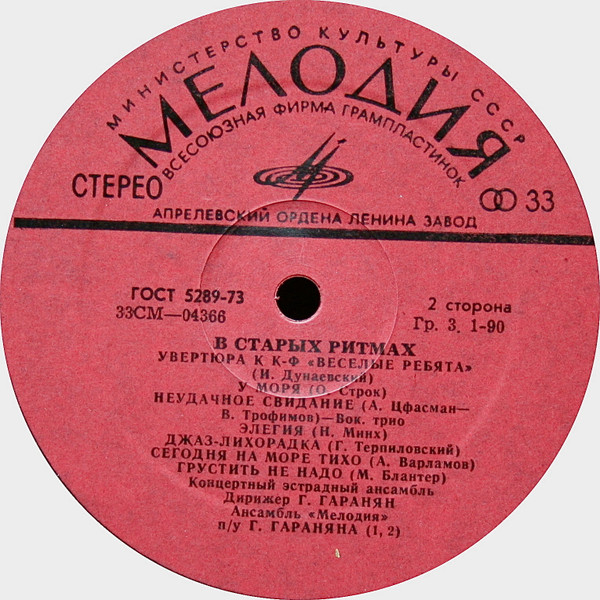 МИНИСТЕРСТВО КУЛЬТУРЫ СССР
МЕЛОДИЯ
ВСЕСОЮЗНАЯ ФИРМА ГРАМПЛАСТИНОК
СТЕРЕО
33
АПРЕЛЕВСКИЙ ОРДЕНА ЛЕНИНА ЗАВОД
ГОСТ 5289-73
33СМ—04366
2 сторона
Гр. 3. 1-90
В СТАРЫХ РИТМАХ
УВЕРТЮРА К К-Ф «ВЕСЕЛЫЕ РЕБЯТА»
(И. Дунаевский)
У МОРЯ (О. Строк)
НЕУДАЧНОЕ СВИДАНИЕ (А. Цфасман—
В. Трофимов)—Вок. трио
ЭЛЕГИЯ (Н. Минх)
ДЖАЗ-ЛИХОРАДКА (Г. Терпиловский)
СЕГОДНЯ НА МОРЕ ТИХО (А. Варламов)
ГРУСТИТЬ НЕ НАДО (М. Блантер)
Концертный эстрадный ансамбль
Дирижер Г. ГАРАНЯН
Ансамбль «Мелодия»
п/у Г. ГАРАНЯНА (1, 2)